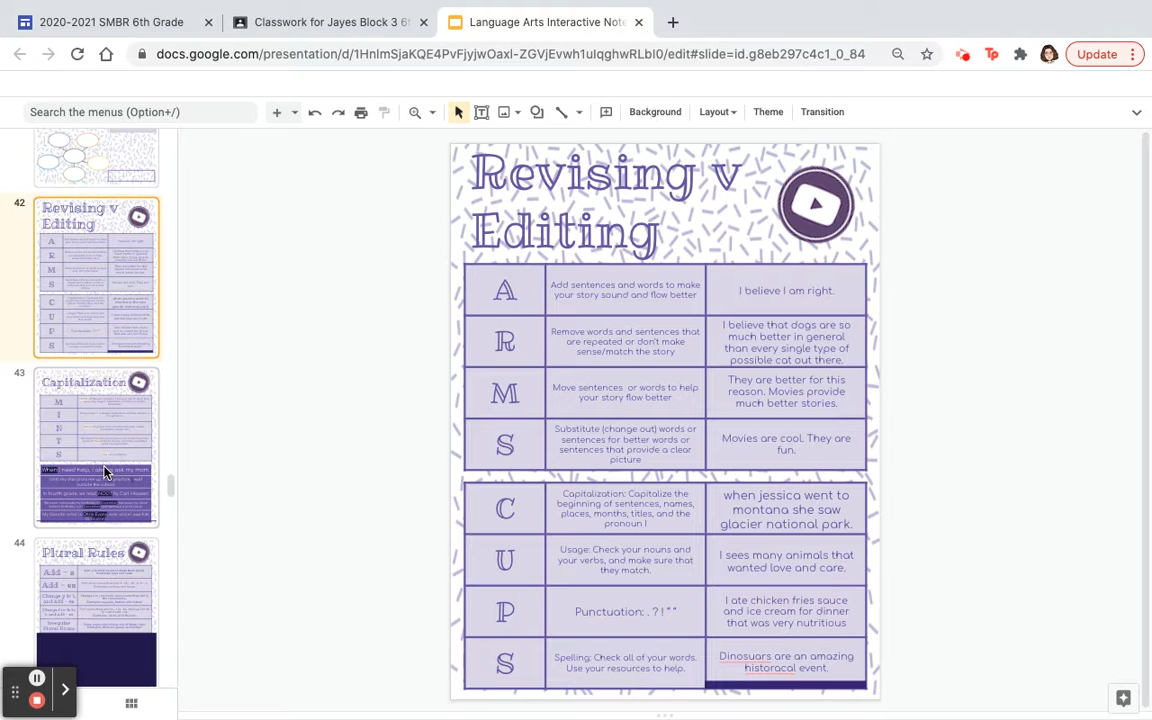 2020-2021 SMBR 6th Grade
Classwork for Jayes Block 3 6t
Language Arts Interactive Note
docs.google.com/presentation/d/1HnImSjaKQE4PvFjyjwOaxl-ZGVjEvwh1ulqghwRLbI0/edit#slide=id.g8eb297c4c1_0_84
Update
Search the menus (Option+/)
Background
Layout
Theme
Transition
42
Revising v
Editing
A
R
M
S
C
U
P
S
43
Capitalization
M
I
N
T
S
44
Plural Rules
Add - s
Add - es
Revising v
Editing
A
Add sentences and words to make
your story sound and flow better
I believe I am right.
R
Remove words and sentences that
are repeated or don't make
sense/match the story
I believe that dogs are so
much better in general
than every single type of
possible cat out there.
M
Move sentences or words to help
your story flow better
They are better for this
reason. Movies provide
much better stories.
S
Substitute (change out) words or
sentences for better words or
sentences that provide a clear
picture
Movies are cool. They are
fun.
C
Capitalization: Capitalize the
beginning of sentences, names,
places, months, titles, and the
pronoun I
when jessica went to
montana she saw
glacier national park.
U
Usage: Check your nouns and
your verbs, and make sure that
they match.
I sees many animals that
wanted love and care.
P
Punctuation: . ? ! " "
I ate chicken fries sauce
and ice cream for dinner
that was very nutritious
S
Spelling; Check all of your words.
Use your resources to help.
Dinosuars are an amazing
historacal event.